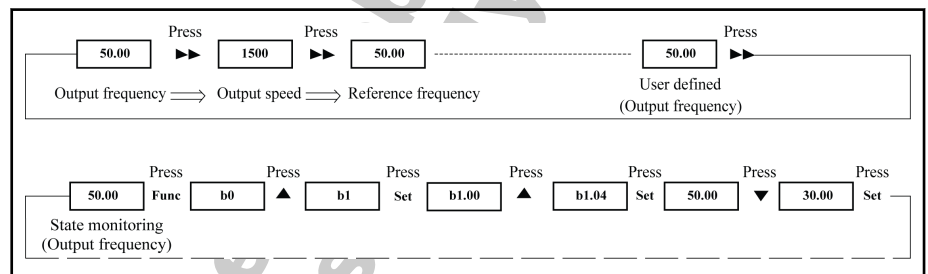 Press Press Press
50.00 ►► 1500 ►► 50.00 50.00 ►►
Output frequency ⟹ Output speed ⟹ Reference frequency
User defined
(Output frequency)
Press Press Press Press Press Press Press
50.00 Func b0 ▲ b1 Set b1.00 ▲ b1.04 Set 50.00 ▼ 30.00 Set
State monitoring
(Output frequency)